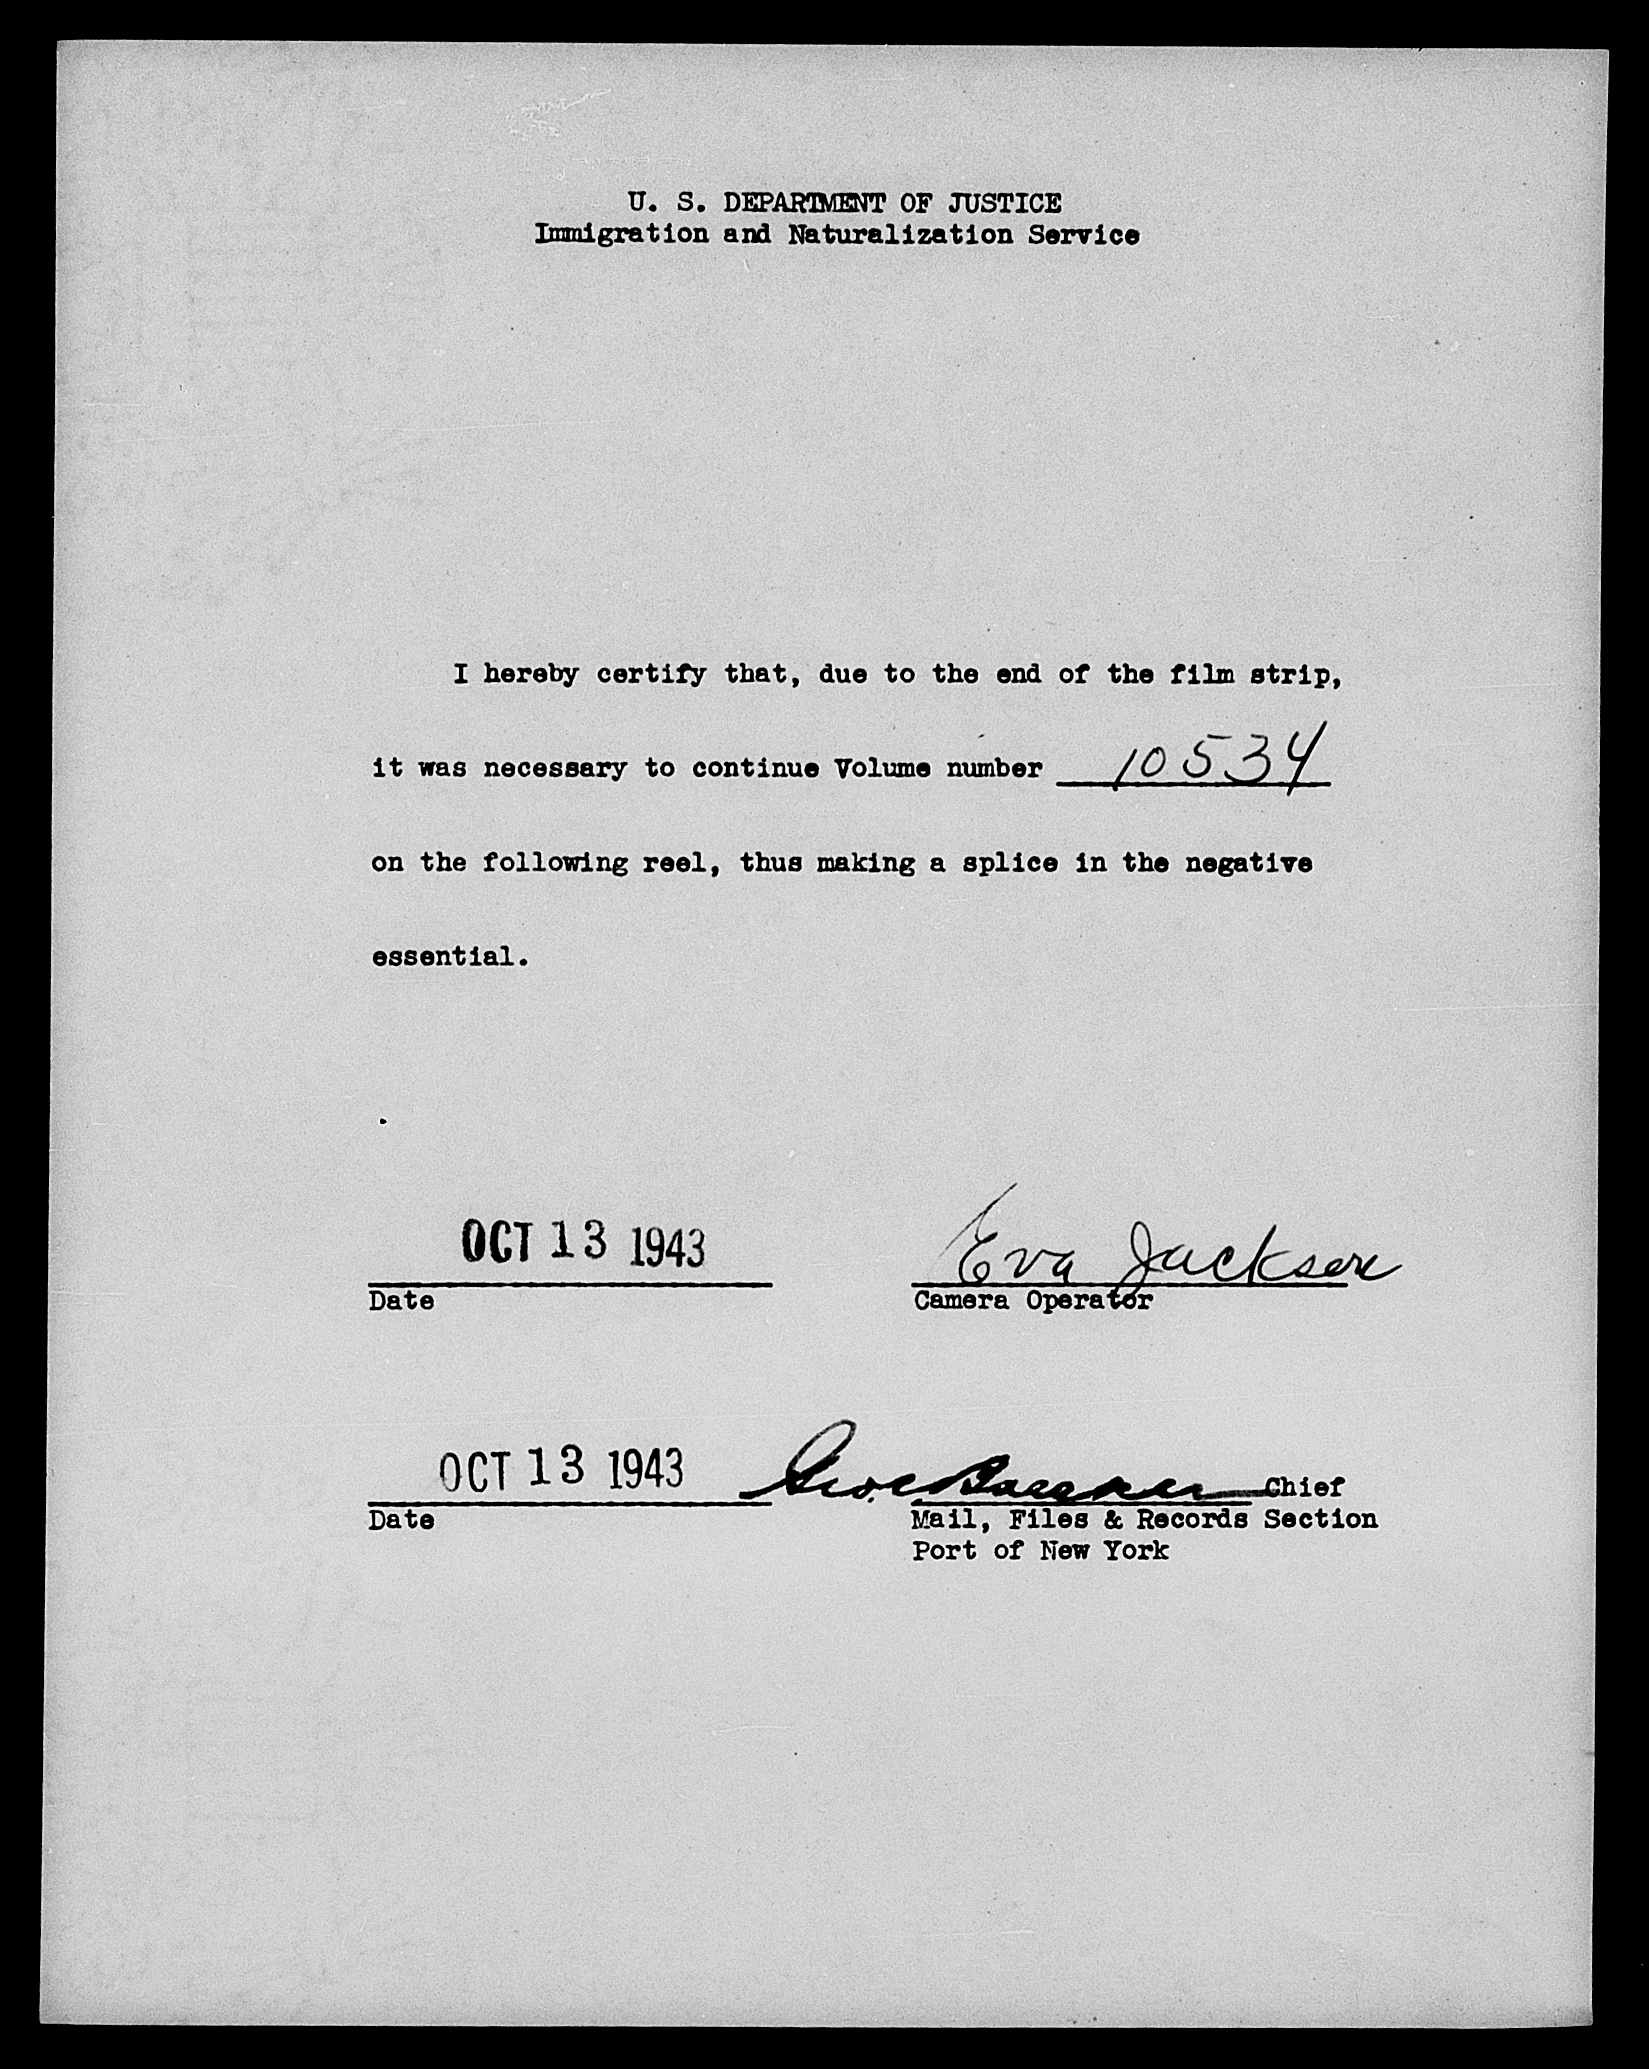 U. S. DEPARTMENT OF JUSTICE
Immigration and Naturalization Service
I hereby certify that, due to the end of the film strip,
it was necessary to continue Volume number 10534
on the following reel, thus making a splice in the negative
essential.
OCT 13 1943 Eva Jackson
Date Camera Operator
OCT 13 1943 Chief
Date Mail, Files & Records Section
Port of New York